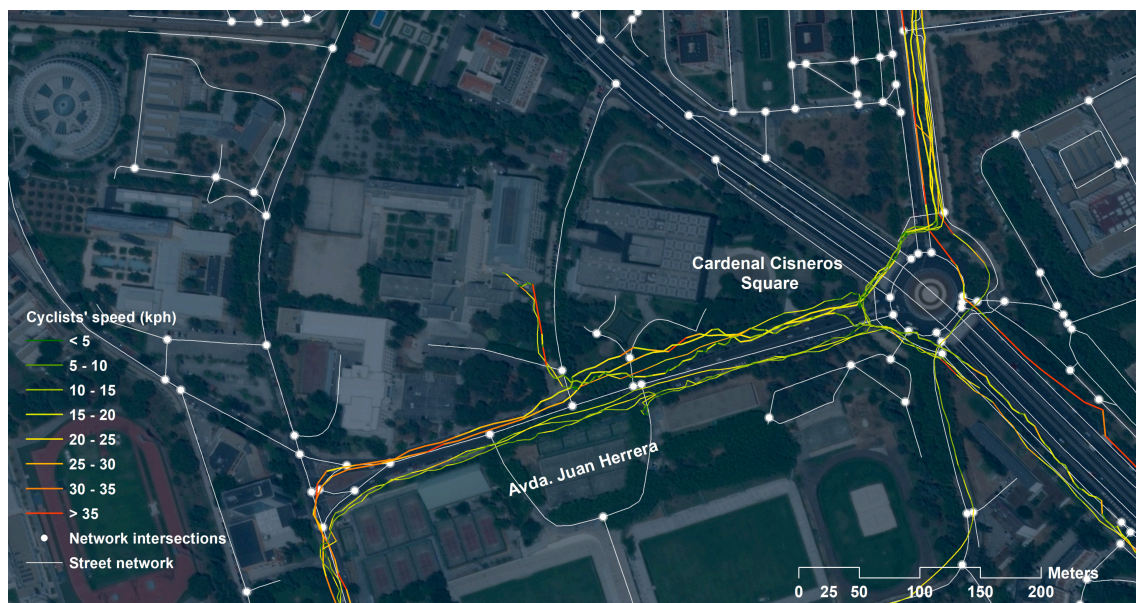 Cardenal Cisneros
Square
Cyclists' speed (kph)
< 5
5 - 10
10 - 15
15 - 20
20 - 25
25 - 30
30 - 35
> 35
Network intersections
Street network
Avda. Juan Herrera
Meters
0 25 50 100 150 200